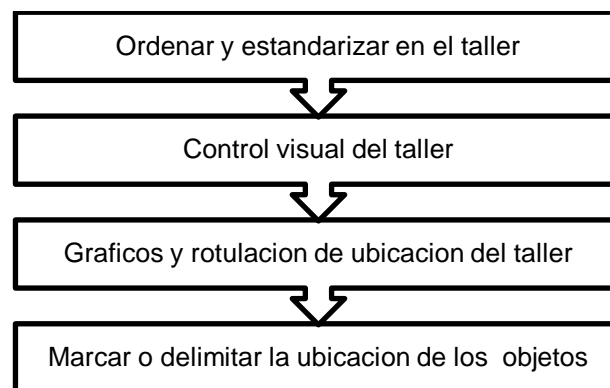 Ordenar y estandarizar en el taller
Control visual del taller
Graficos y rotulacion de ubicacion del taller
Marcar o delimitar la ubicacion de los objetos